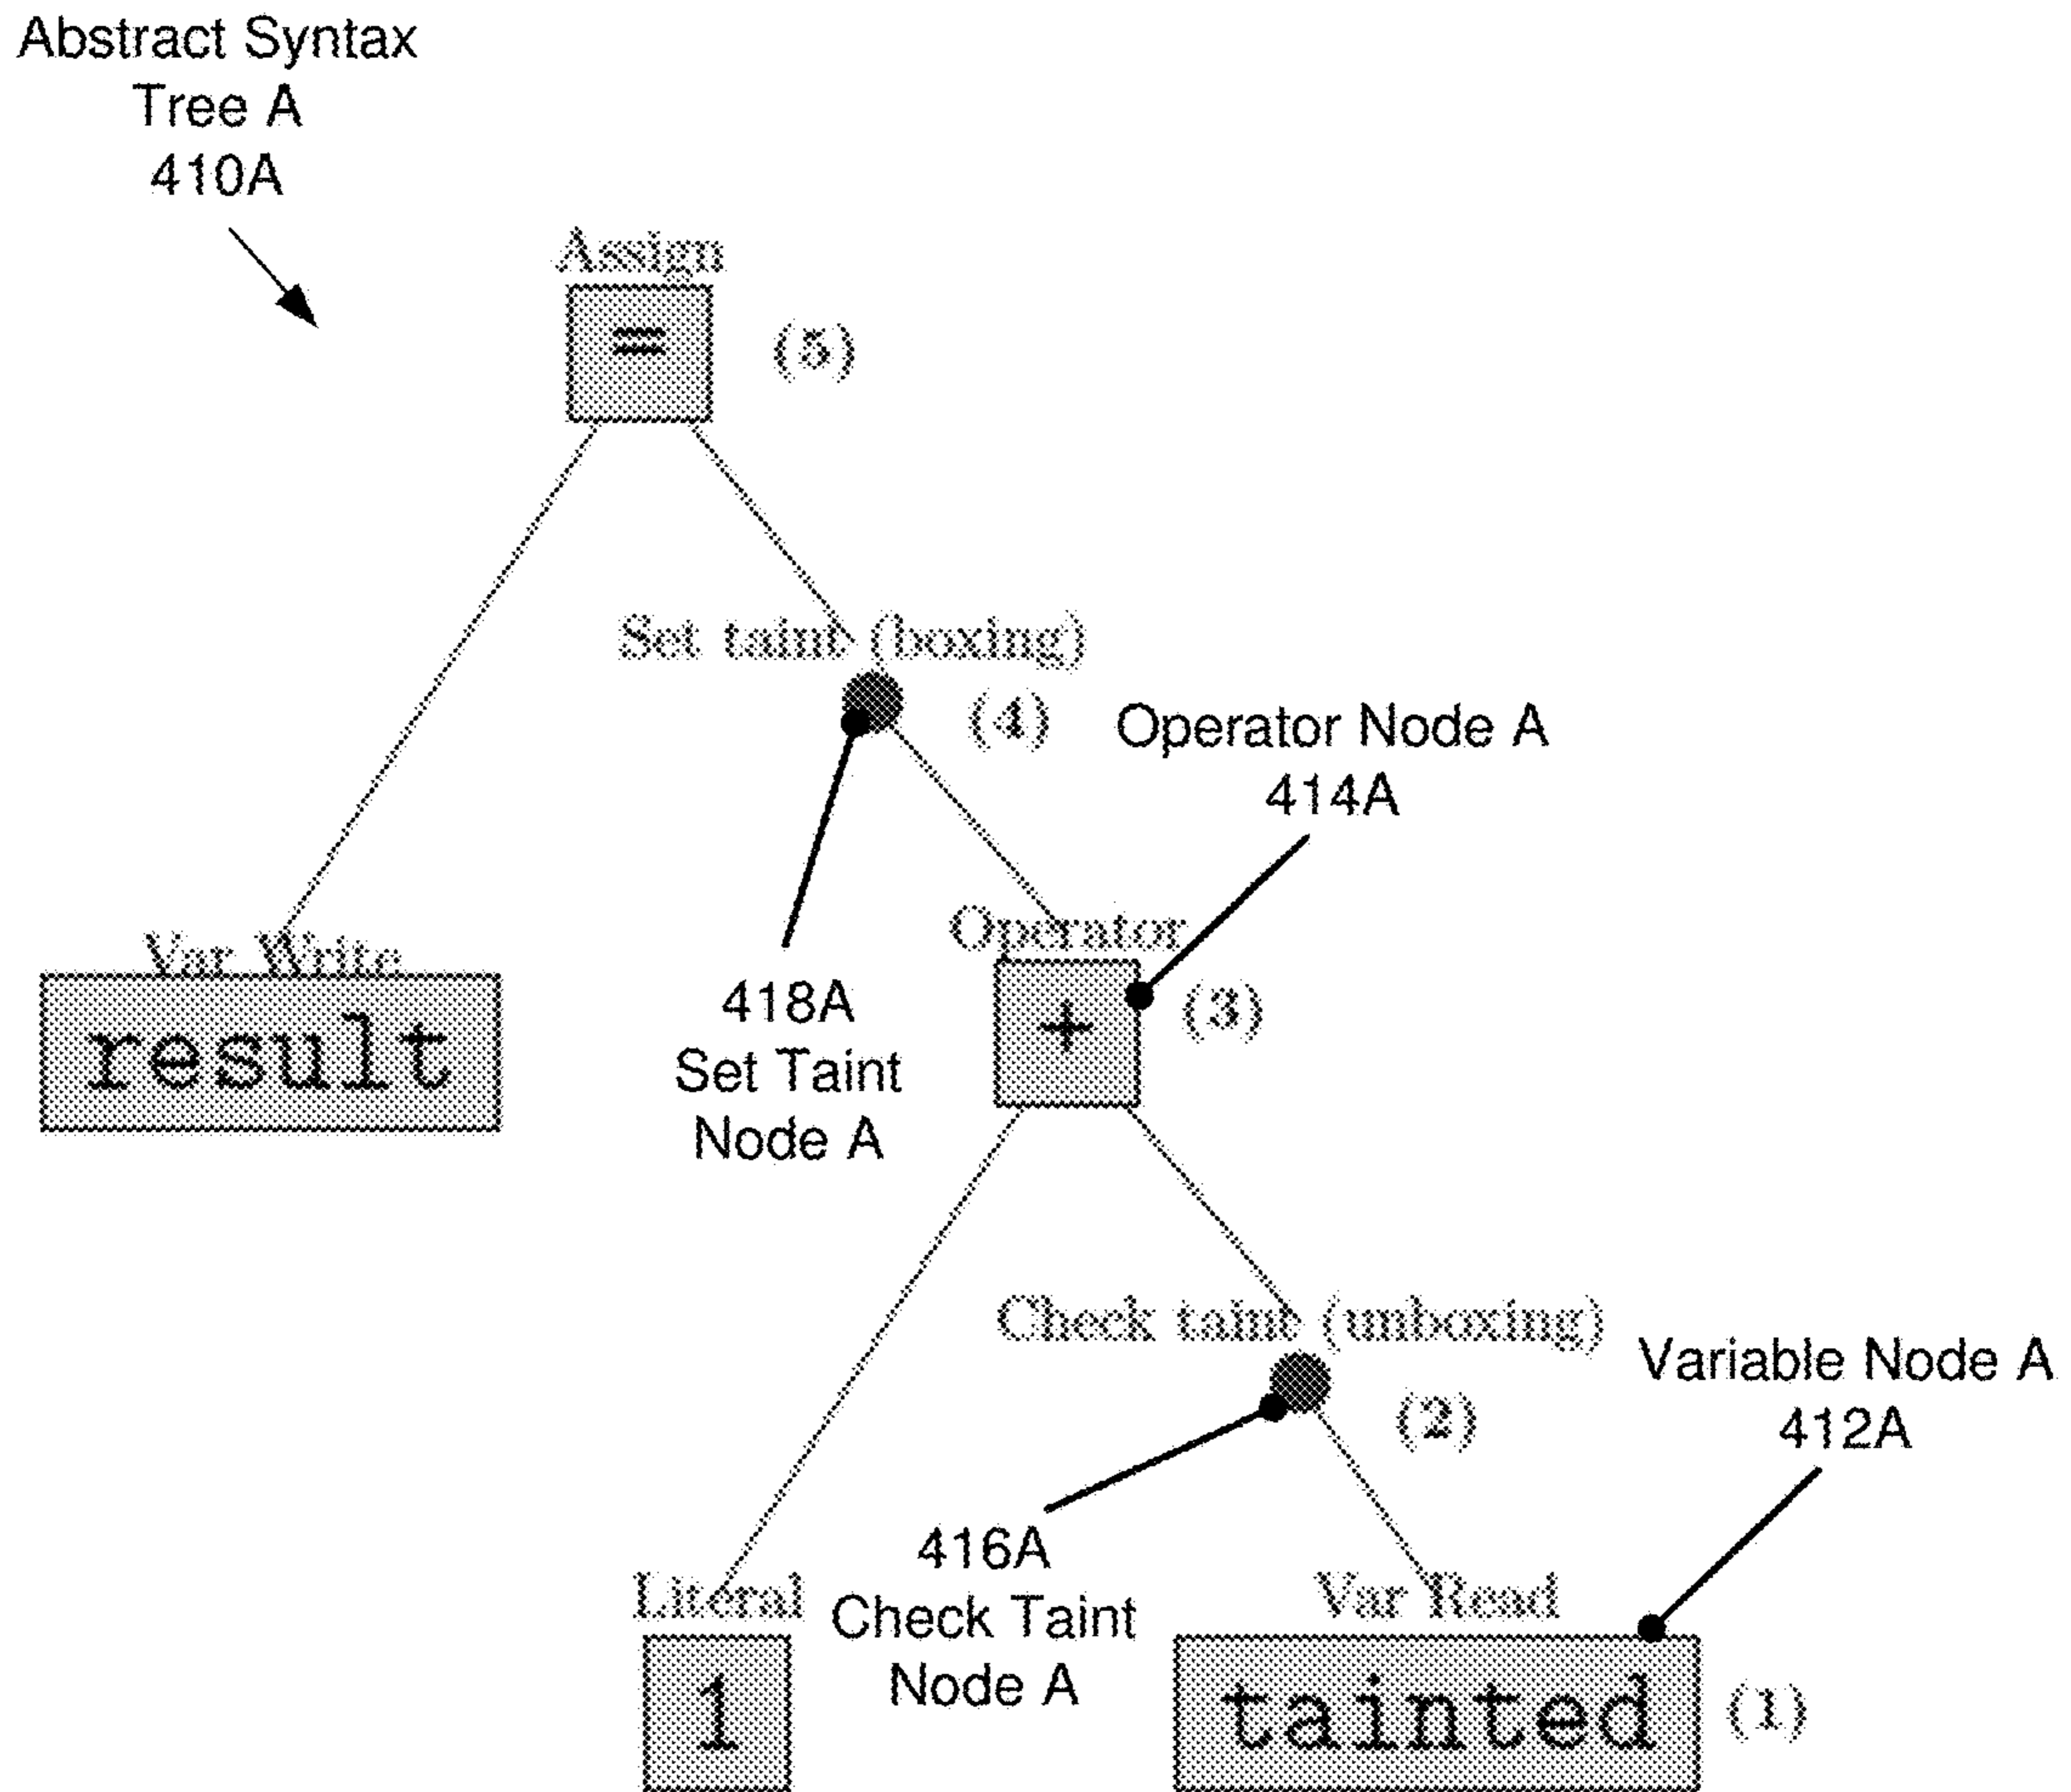 Abstract Syntax
Tree A
410A
Assign
=
(5)
Set taint (boxing)
(4)
Operator Node A
414A
Var Write
result
418A
Set Taint
Node A
Operator
+
(3)
Check taint (unboxing)
(2)
Variable Node A
412A
416A
Check Taint
Node A
Literal
1
Var Read
tainted
(1)